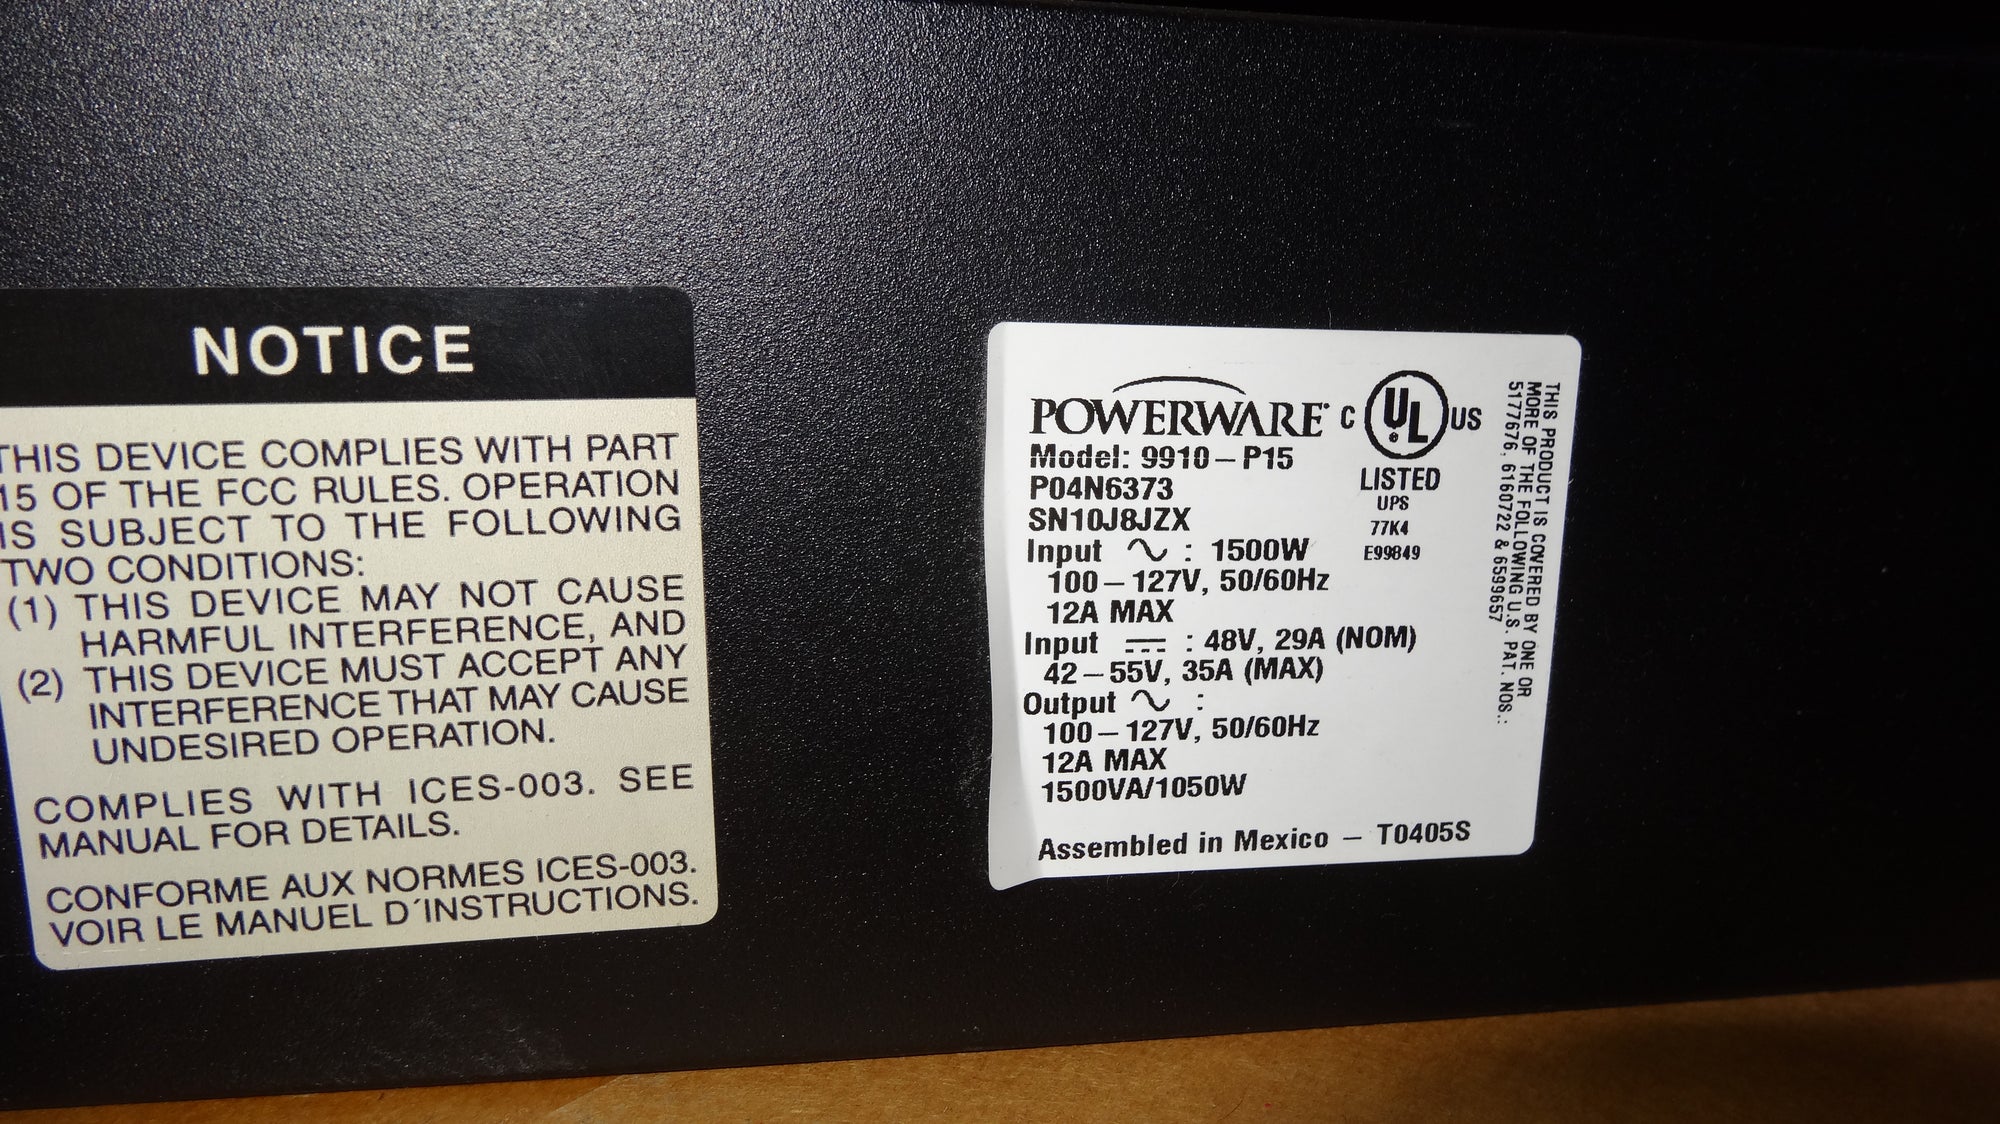 NOTICE
THIS DEVICE COMPLIES WITH PART
15 OF THE FCC RULES. OPERATION
IS SUBJECT TO THE FOLLOWING
TWO CONDITIONS:
(1) THIS DEVICE MAY NOT CAUSE
HARMFUL INTERFERENCE, AND
(2) THIS DEVICE MUST ACCEPT ANY
INTERFERENCE THAT MAY CAUSE
UNDESIRED OPERATION.
COMPLIES WITH ICES-003. SEE
MANUAL FOR DETAILS.
CONFORME AUX NORMES ICES-003.
VOIR LE MANUEL D´INSTRUCTIONS.
POWERWARE
Model: 9910-P15
P04N6373
SN10J8JZX
Input ∿ : 1500W
100-127V, 50/60Hz
12A MAX
Input ⎓ : 48V, 29A (NOM)
42-55V, 35A (MAX)
Output ∿ :
100-127V, 50/60Hz
12A MAX
1500VA/1050W
Assembled in Mexico - T0405S
C UL® US
LISTED
UPS
77K4
E99849
THIS PRODUCT IS COVERED BY ONE OR
MORE OF THE FOLLOWING U.S. PAT. NOS.:
5177676, 6160722 & 6599657